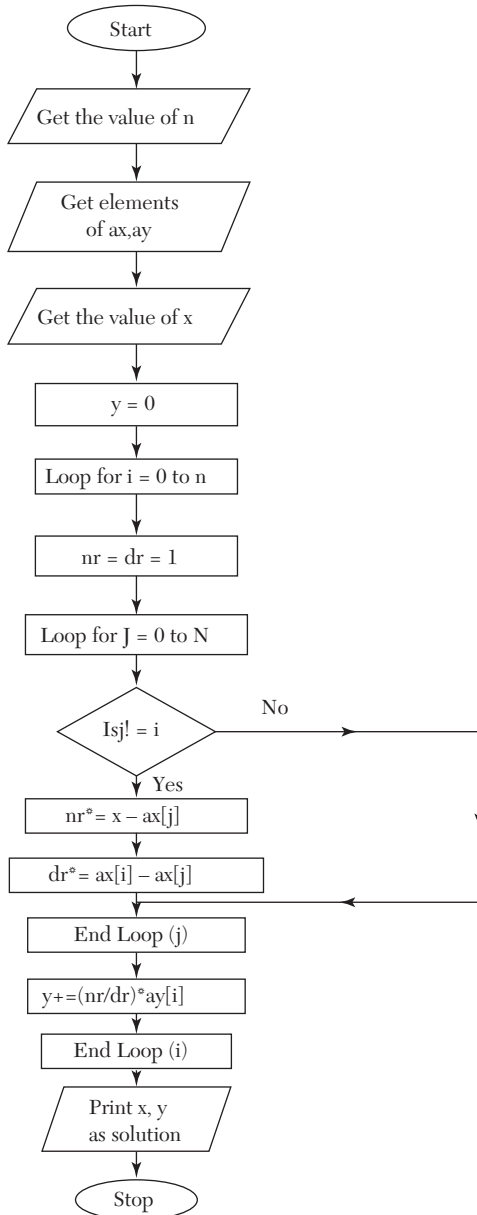 Start
Get the value of n
Get elements
of ax,ay
Get the value of x
y = 0
Loop for i = 0 to n
nr = dr = 1
Loop for J = 0 to N
Isj! = i
No
Yes
nr*= x – ax[j]
dr*= ax[i] – ax[j]
End Loop (j)
y+=(nr/dr)*ay[i]
End Loop (i)
Print x, y
as solution
Stop